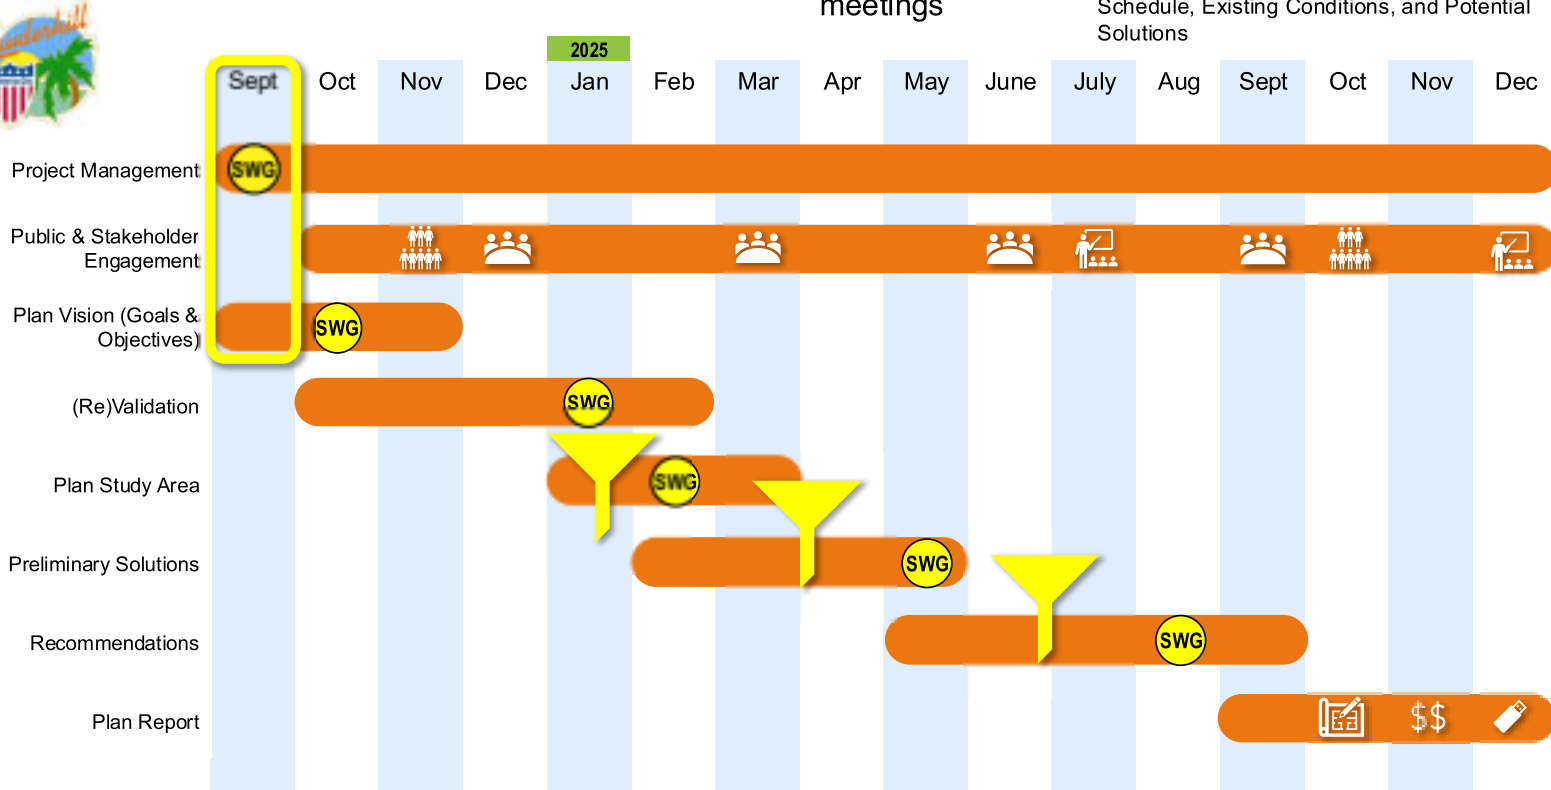 meetings
Schedule, Existing Conditions, and Potential
Solutions
2025
Sept Oct Nov Dec Jan Feb Mar Apr May June July Aug Sept Oct Nov Dec
Project Management
SWG
Public & Stakeholder
Engagement
Plan Vision (Goals &
Objectives)
SWG
(Re)Validation
SWG
Plan Study Area
SWG
Preliminary Solutions
SWG
Recommendations
SWG
Plan Report
$$